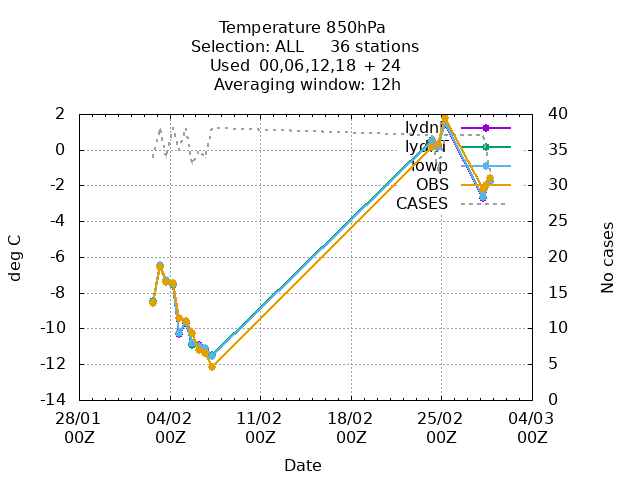 Temperature 850hPa
Selection: ALL 36 stations
Used 00,06,12,18 + 24
Averaging window: 12h
2
0
-2
-4
-6
-8
-10
-12
-14
40
35
30
25
20
15
10
5
0
deg C
No cases
lowp
OBS
CASES
28/01 04/02 11/02 18/02 25/02 04/03
00Z 00Z 00Z 00Z 00Z 00Z
Date